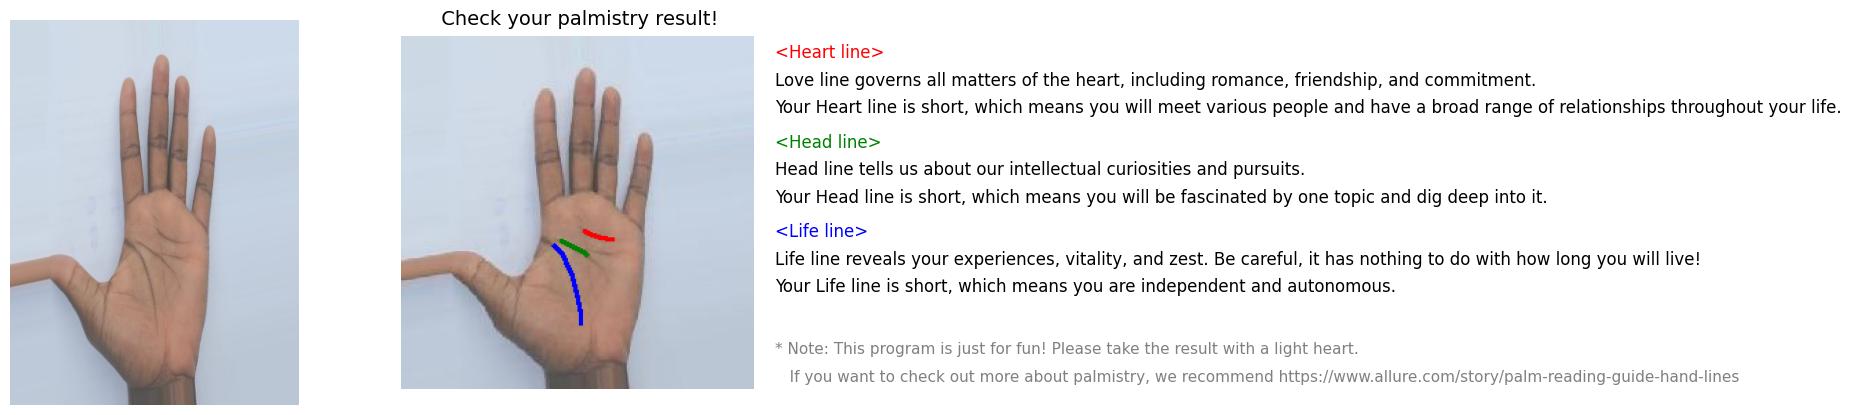 Check your palmistry result!
<Heart line>
Love line governs all matters of the heart, including romance, friendship, and commitment.
Your Heart line is short, which means you will meet various people and have a broad range of relationships throughout your life.
<Head line>
Head line tells us about our intellectual curiosities and pursuits.
Your Head line is short, which means you will be fascinated by one topic and dig deep into it.
<Life line>
Life line reveals your experiences, vitality, and zest. Be careful, it has nothing to do with how long you will live!
Your Life line is short, which means you are independent and autonomous.
* Note: This program is just for fun! Please take the result with a light heart.
If you want to check out more about palmistry, we recommend https://www.allure.com/story/palm-reading-guide-hand-lines